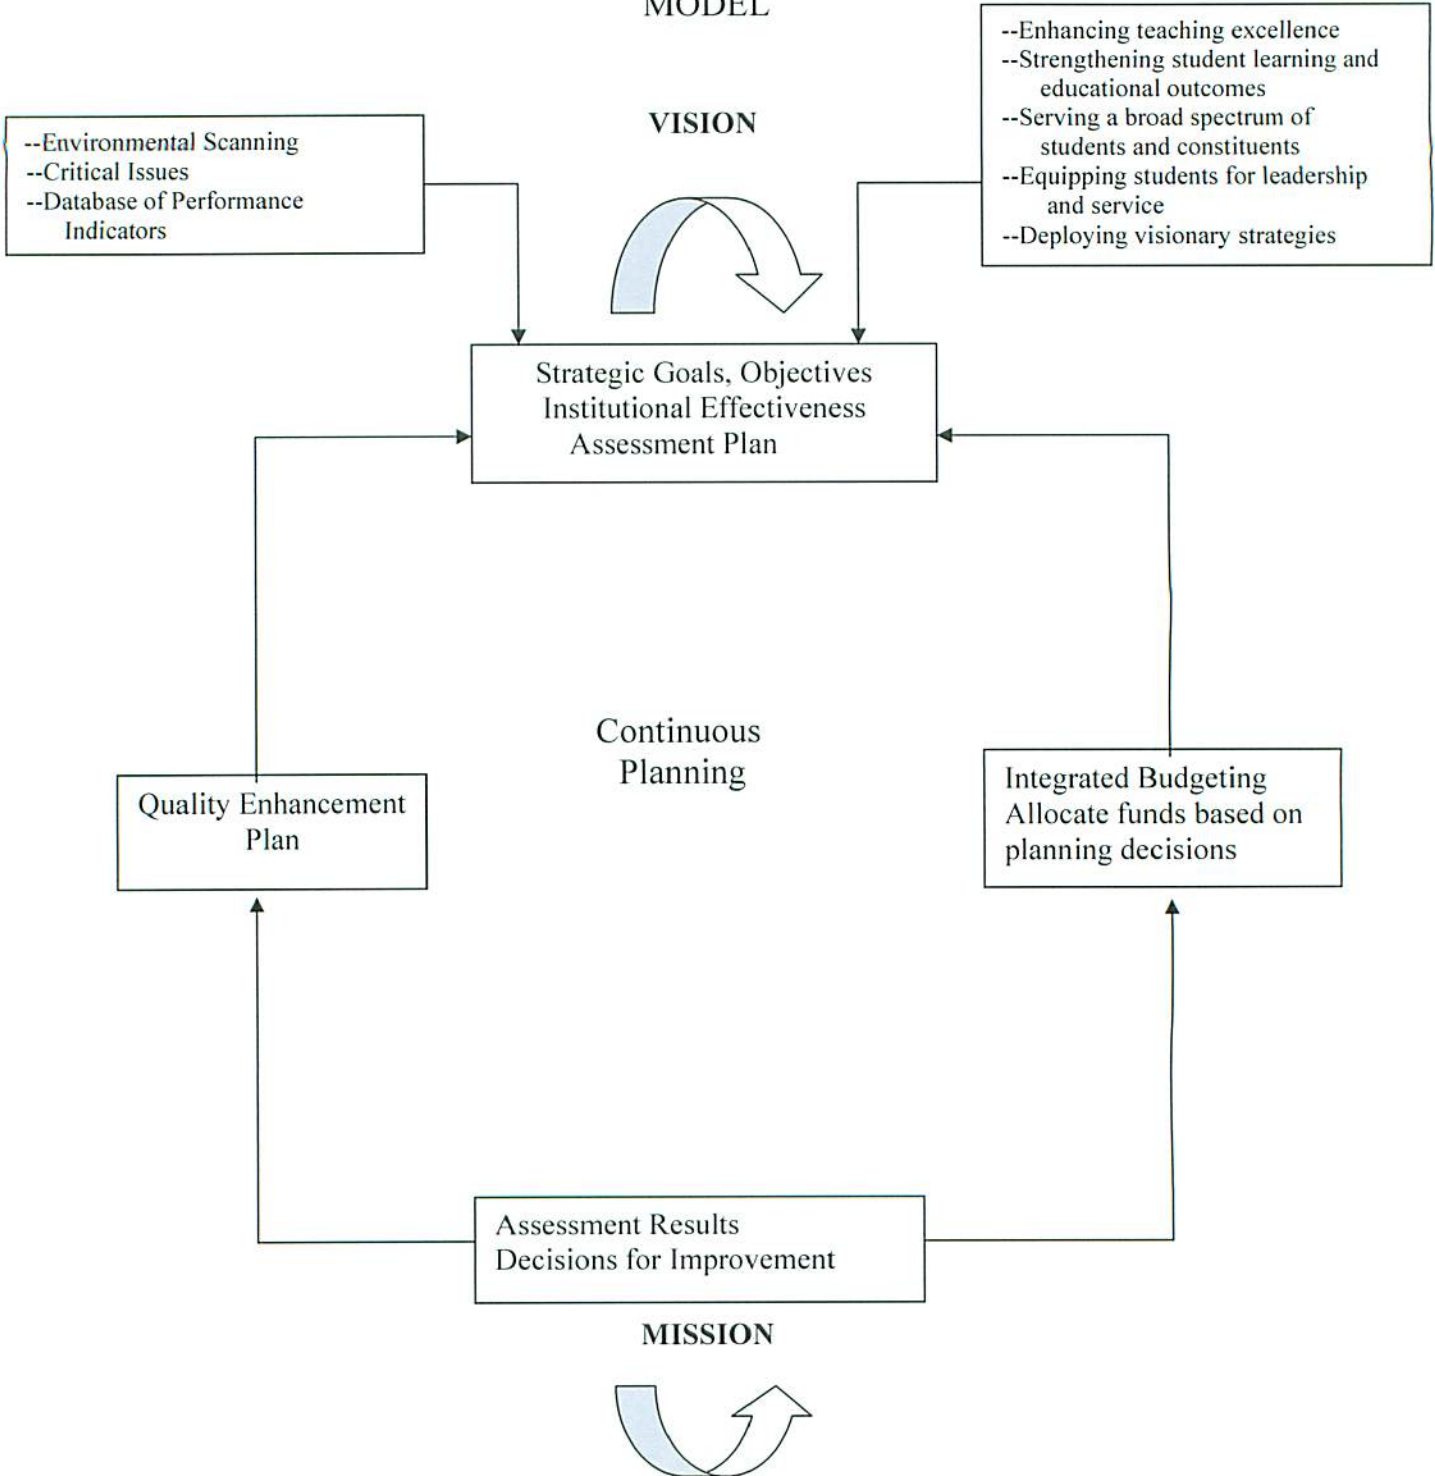 MODEL
--Enhancing teaching excellence
--Strengthening student learning and
educational outcomes
--Serving a broad spectrum of
students and constituents
--Equipping students for leadership
and service
--Deploying visionary strategies
VISION
--Environmental Scanning
--Critical Issues
--Database of Performance
Indicators
Strategic Goals, Objectives
Institutional Effectiveness
Assessment Plan
Continuous
Planning
Quality Enhancement
Plan
Integrated Budgeting
Allocate funds based on
planning decisions
Assessment Results
Decisions for Improvement
MISSION